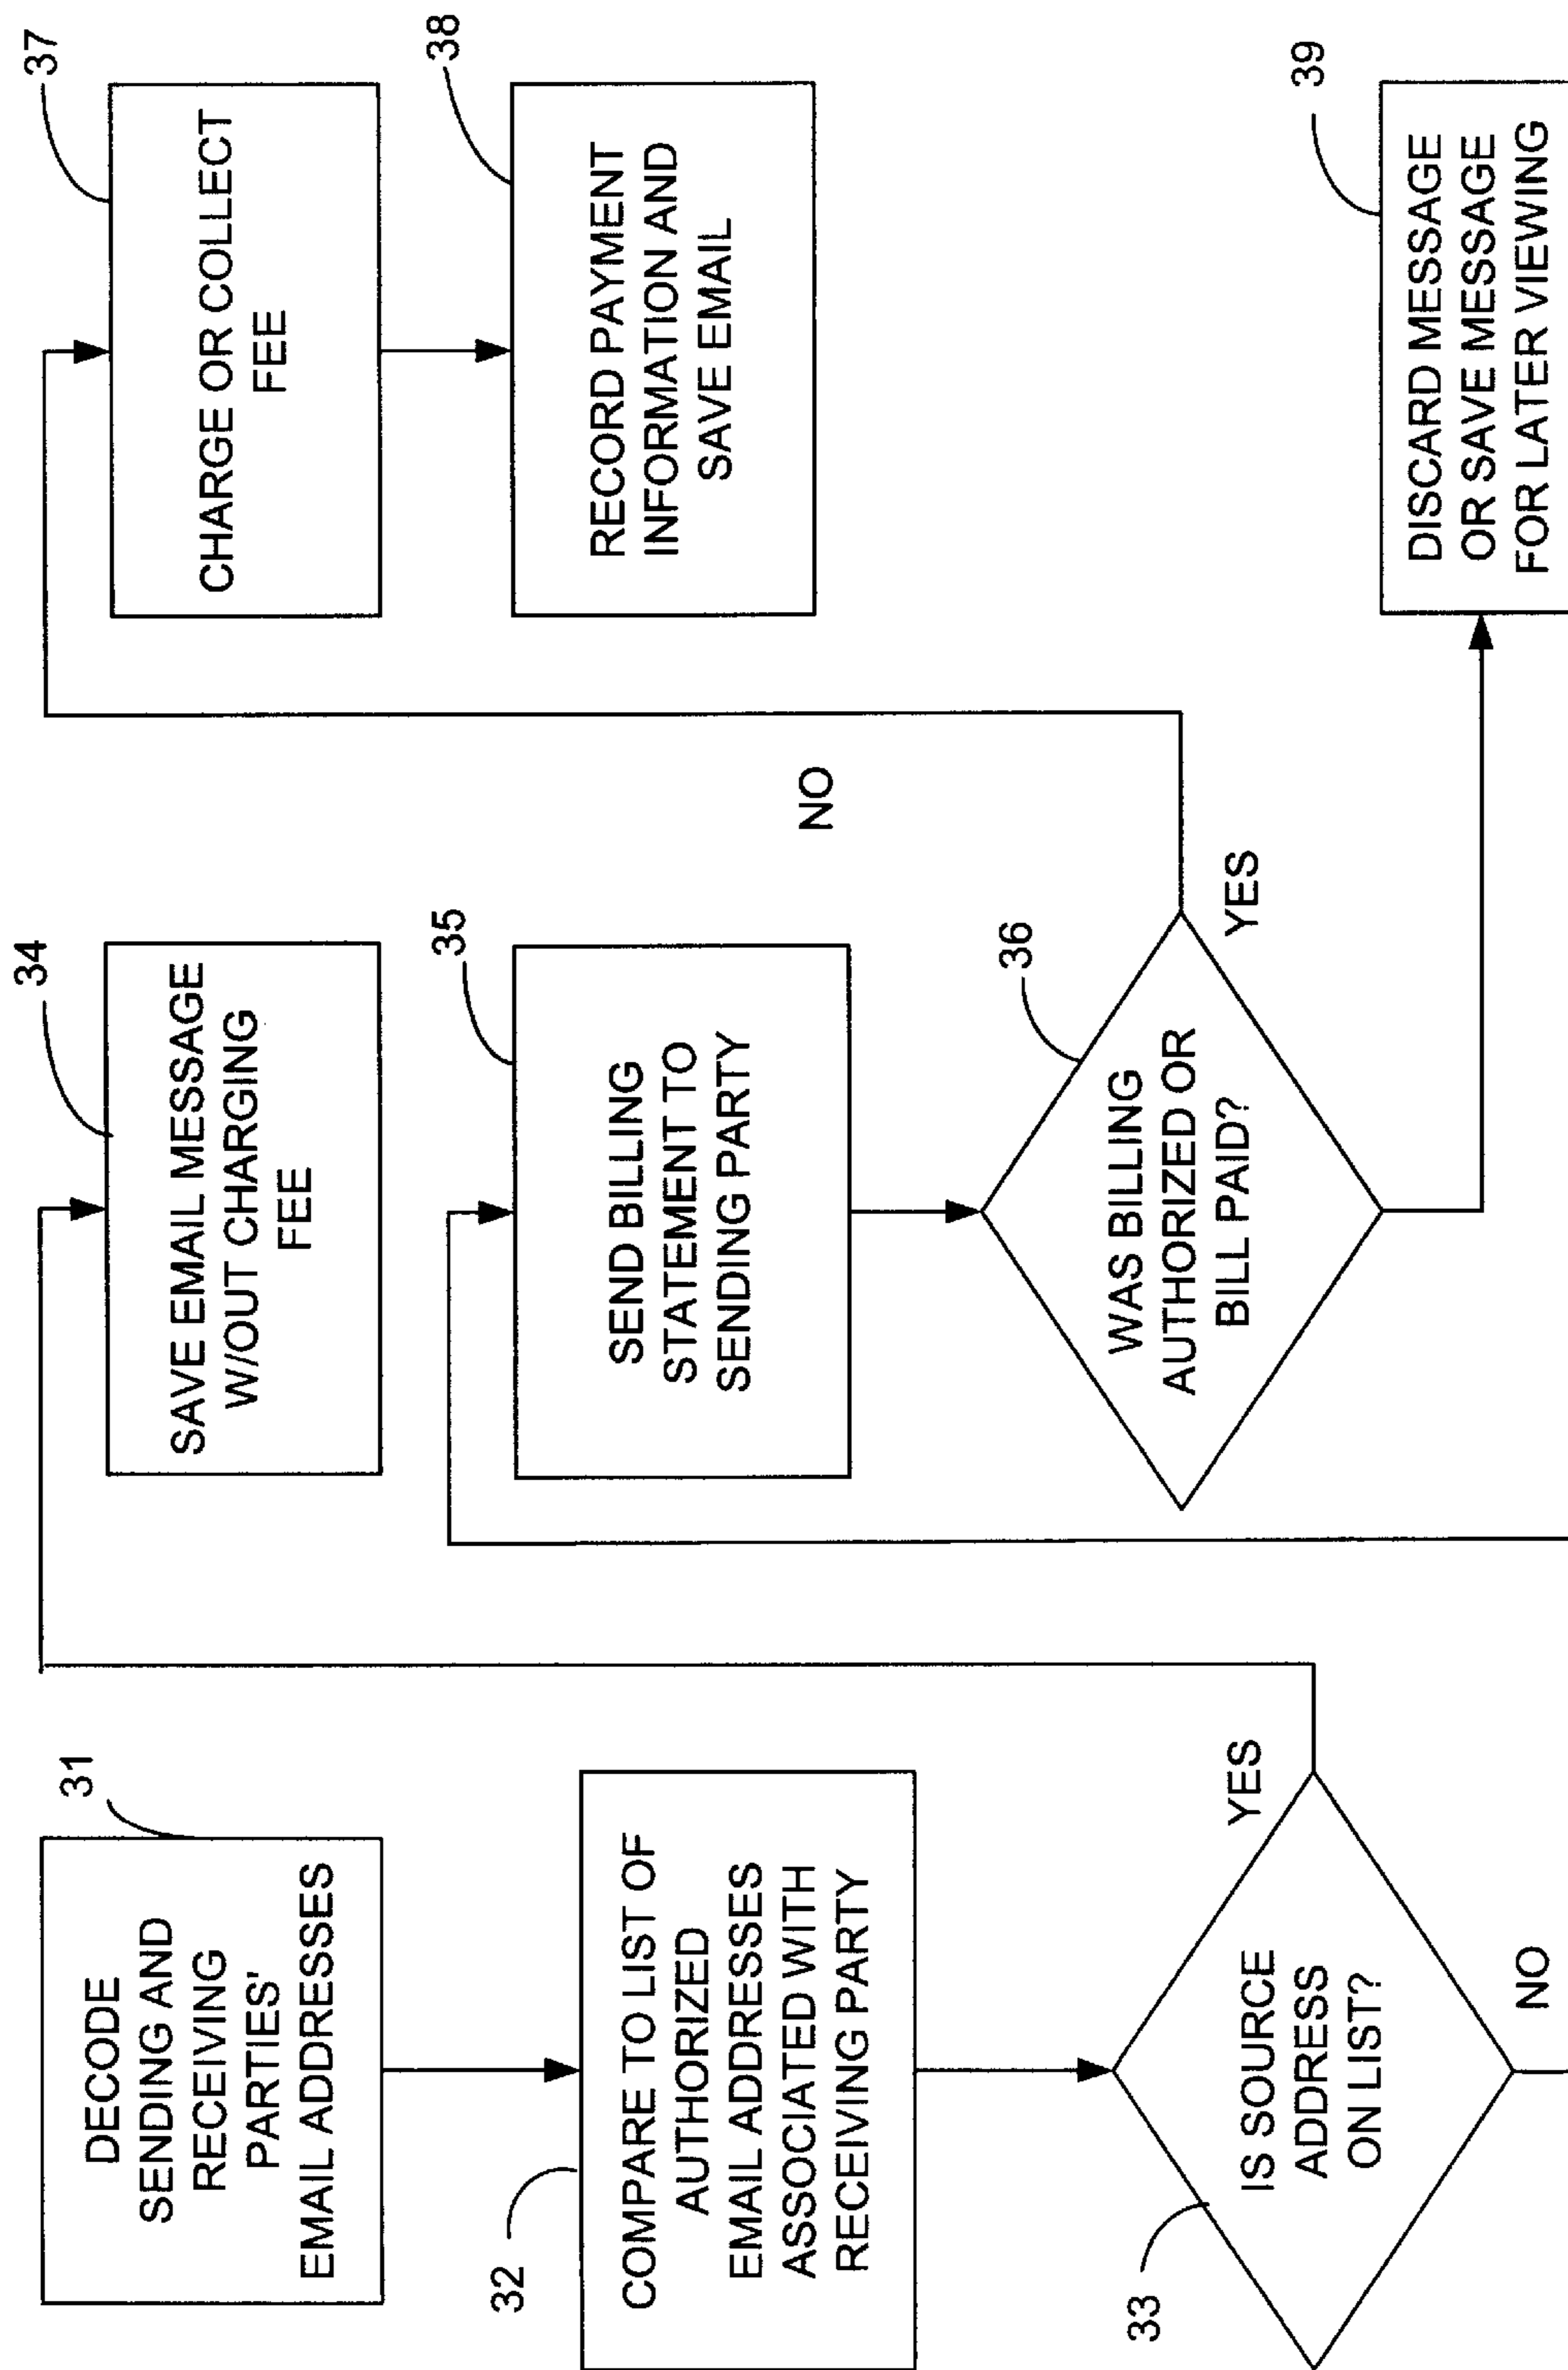 31
DECODE
SENDING AND
RECEIVING
PARTIES'
EMAIL ADDRESSES
32
COMPARE TO LIST OF
AUTHORIZED
EMAIL ADDRESSES
ASSOCIATED WITH
RECEIVING PARTY
33
IS SOURCE
ADDRESS
ON LIST?
YES
NO
34
SAVE EMAIL MESSAGE
W/OUT CHARGING
FEE
35
SEND BILLING
STATEMENT TO
SENDING PARTY
36
WAS BILLING
AUTHORIZED OR
BILL PAID?
YES
NO
37
CHARGE OR COLLECT
FEE
38
RECORD PAYMENT
INFORMATION AND
SAVE EMAIL
39
DISCARD MESSAGE
OR SAVE MESSAGE
FOR LATER VIEWING